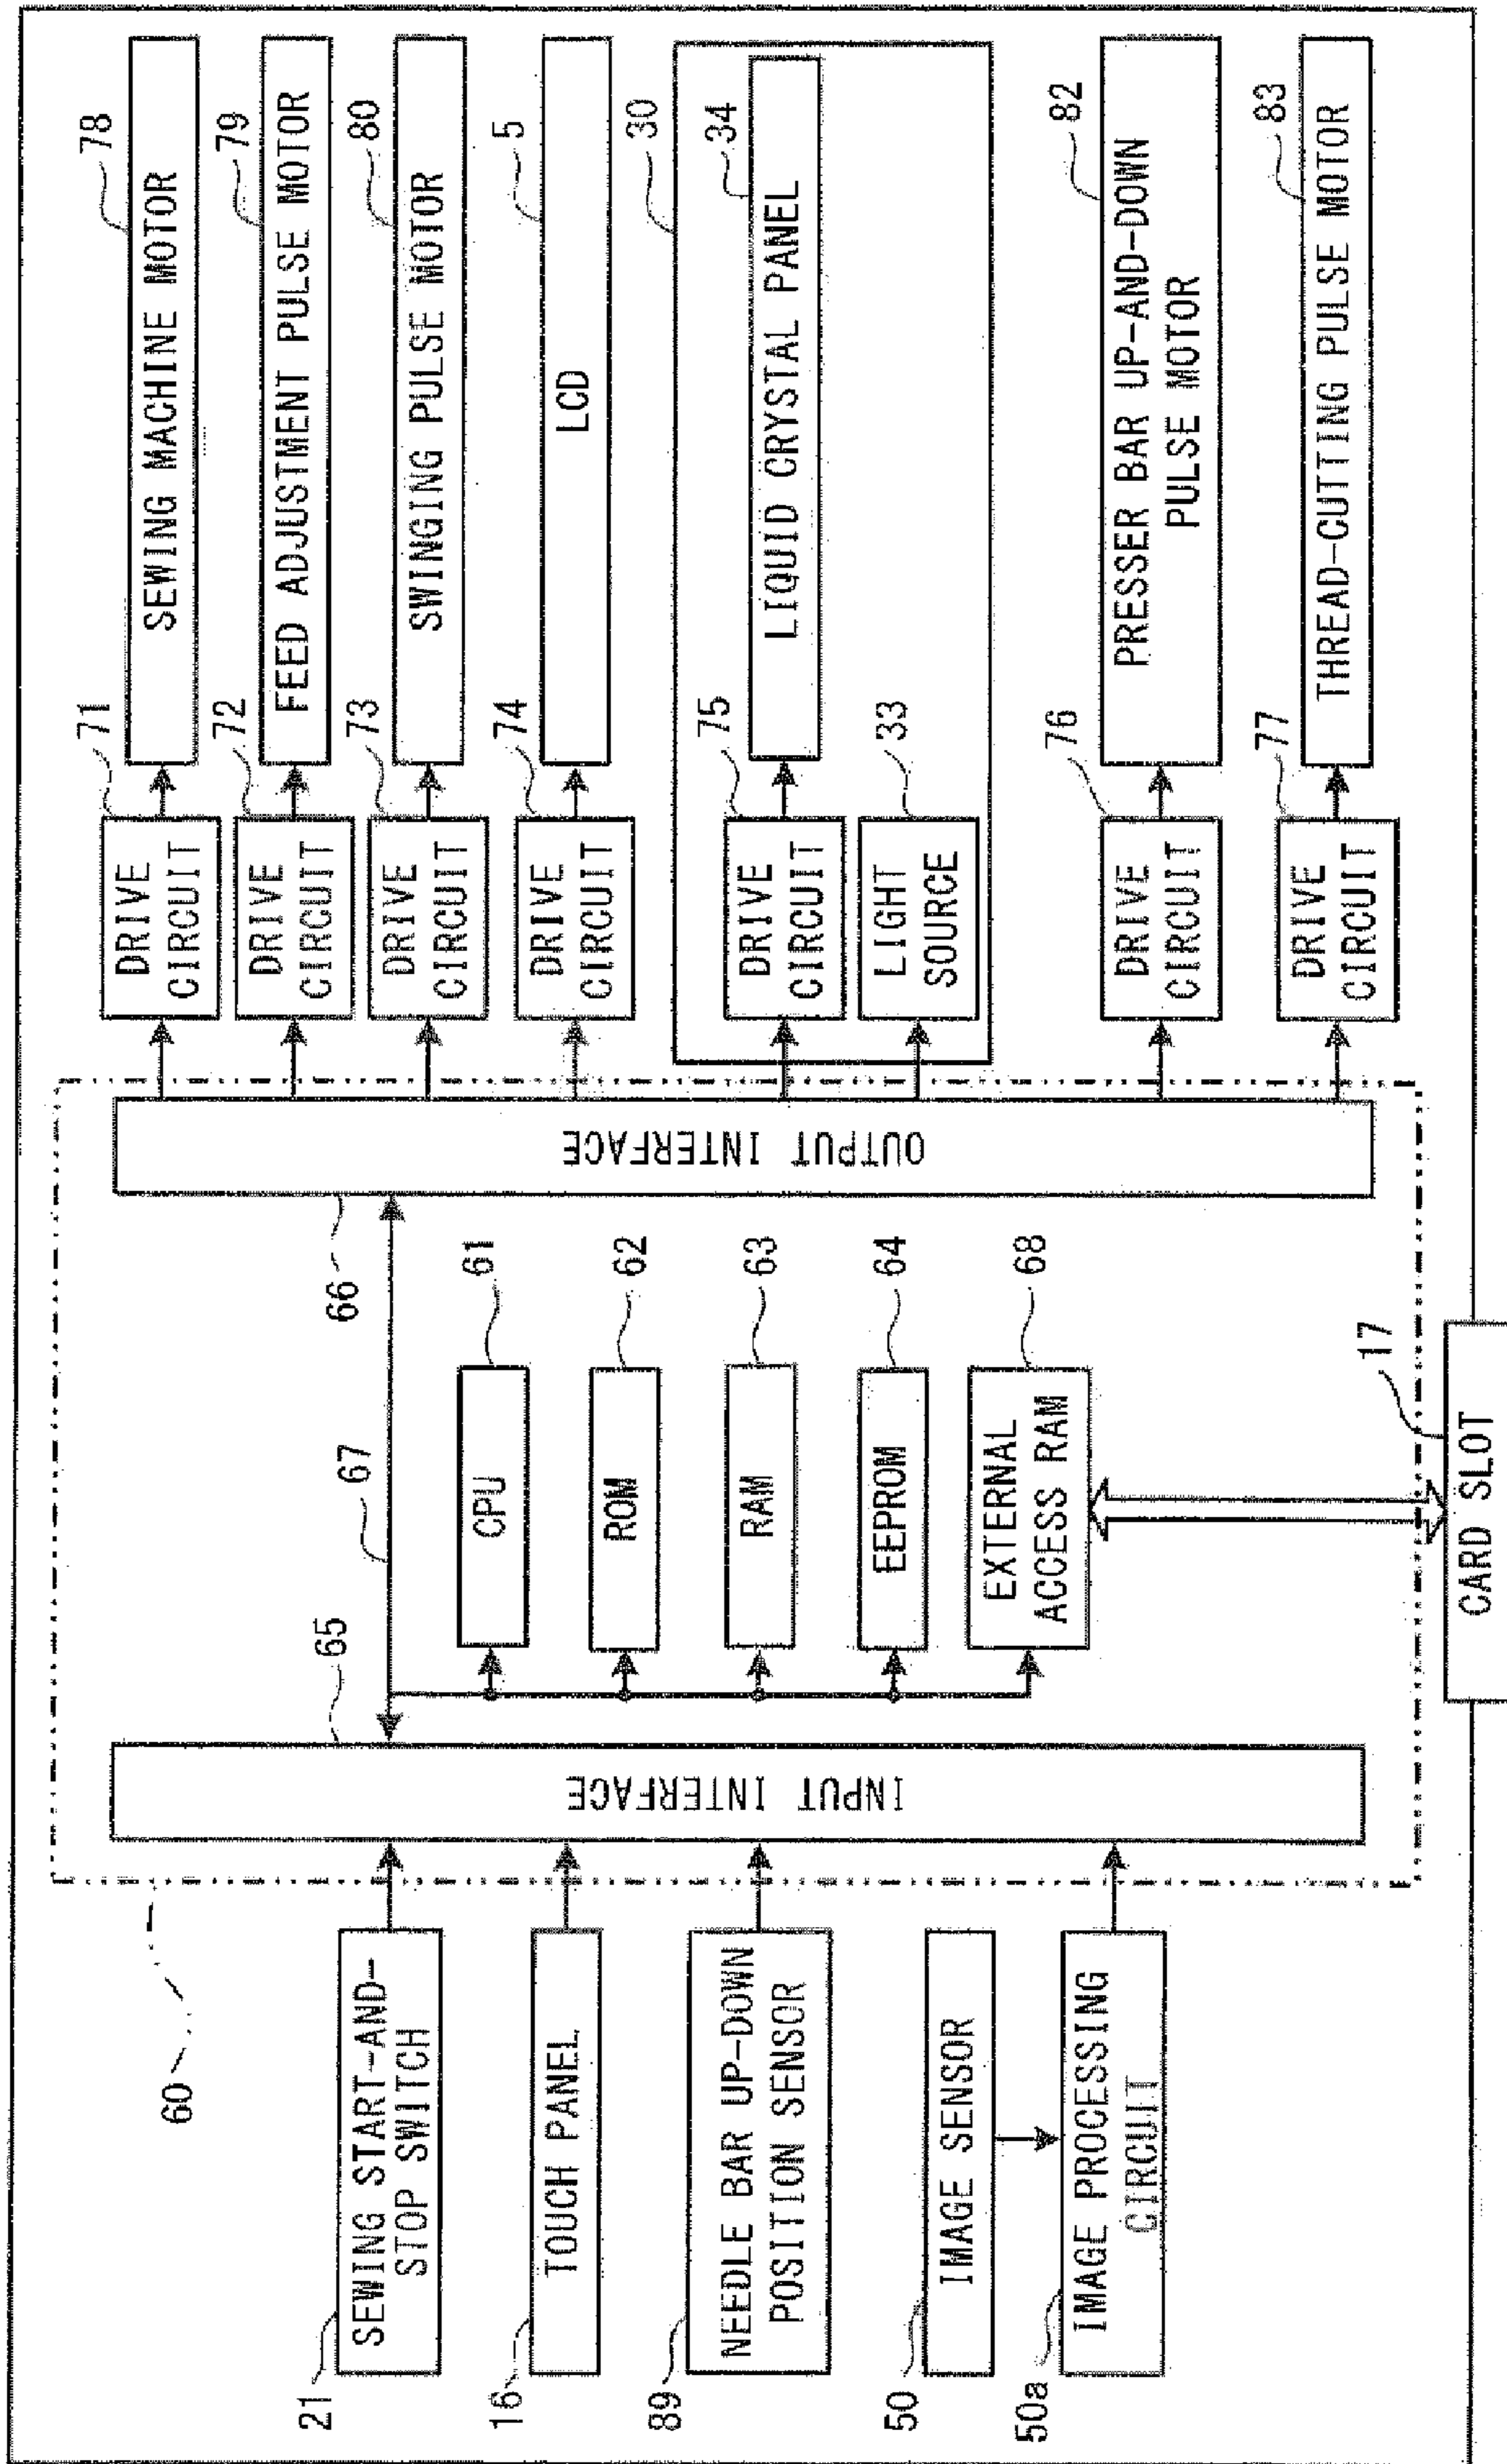 60
21
SEWING START-AND-
STOP SWITCH
16
TOUCH PANEL
89
NEEDLE BAR UP-DOWN
POSITION SENSOR
50
IMAGE SENSOR
50a
IMAGE PROCESSING
CIRCUIT
65
INPUT INTERFACE
67
CPU
61
ROM
62
RAM
63
EEPROM
64
EXTERNAL
ACCESS RAM
68
CARD SLOT
17
66
OUTPUT INTERFACE
DRIVE
CIRCUIT
71
SEWING MACHINE MOTOR
78
DRIVE
CIRCUIT
72
FEED ADJUSTMENT PULSE MOTOR
79
DRIVE
CIRCUIT
73
SWINGING PULSE MOTOR
80
DRIVE
CIRCUIT
74
LCD
5
30
DRIVE
CIRCUIT
75
LIQUID CRYSTAL PANEL
34
LIGHT
SOURCE
33
DRIVE
CIRCUIT
76
PRESSER BAR UP-AND-DOWN
PULSE MOTOR
82
DRIVE
CIRCUIT
77
THREAD-CUTTING PULSE MOTOR
83